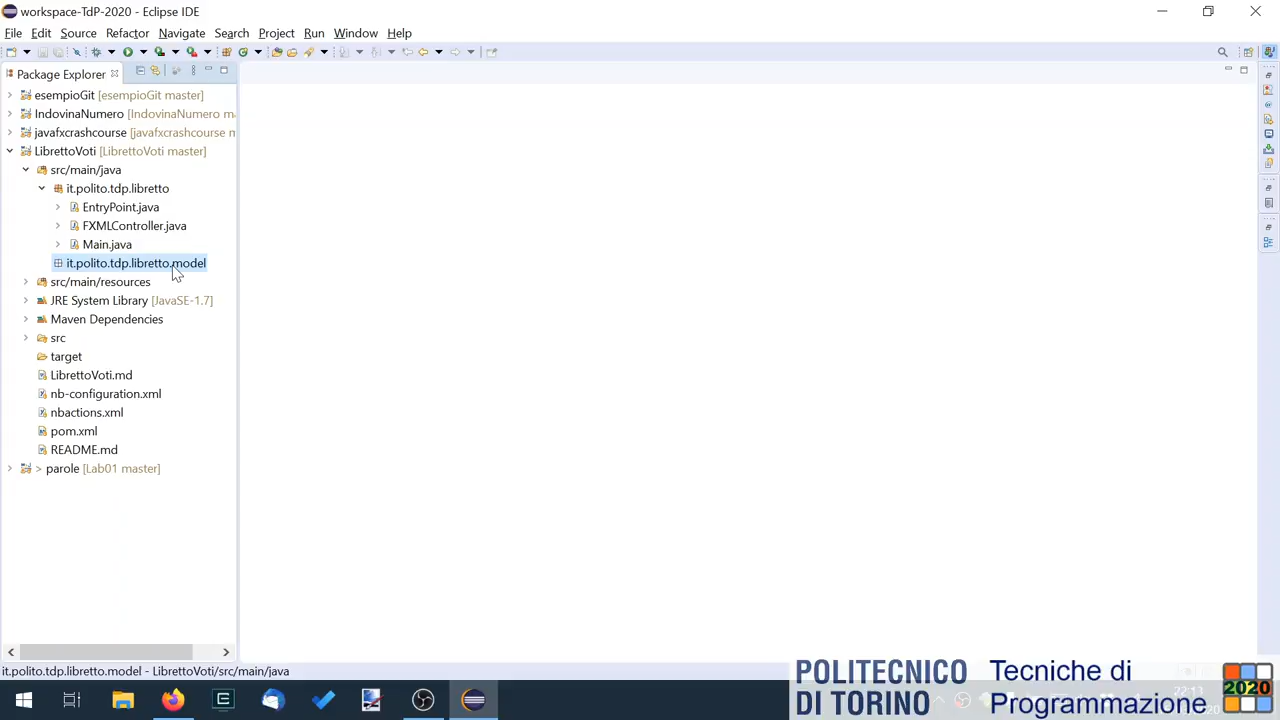 workspace-TdP-2020 - Eclipse IDE
File Edit Source Refactor Navigate Search Project Run Window Help
Package Explorer
esempioGit [esempioGit master]
IndovinaNumero [IndovinaNumero m
javafxcrashcourse [javafxcrashcourse m
LibrettoVoti [LibrettoVoti master]
src/main/java
it.polito.tdp.libretto
EntryPoint.java
FXMLController.java
Main.java
it.polito.tdp.libretto.model
src/main/resources
JRE System Library [JavaSE-1.7]
Maven Dependencies
src
target
LibrettoVoti.md
nb-configuration.xml
nbactions.xml
pom.xml
README.md
> parole [Lab01 master]
it.polito.tdp.libretto.model - LibrettoVoti/src/main/java
POLITECNICO
DI TORINO
Tecniche di
Programmazione
2020
22:13